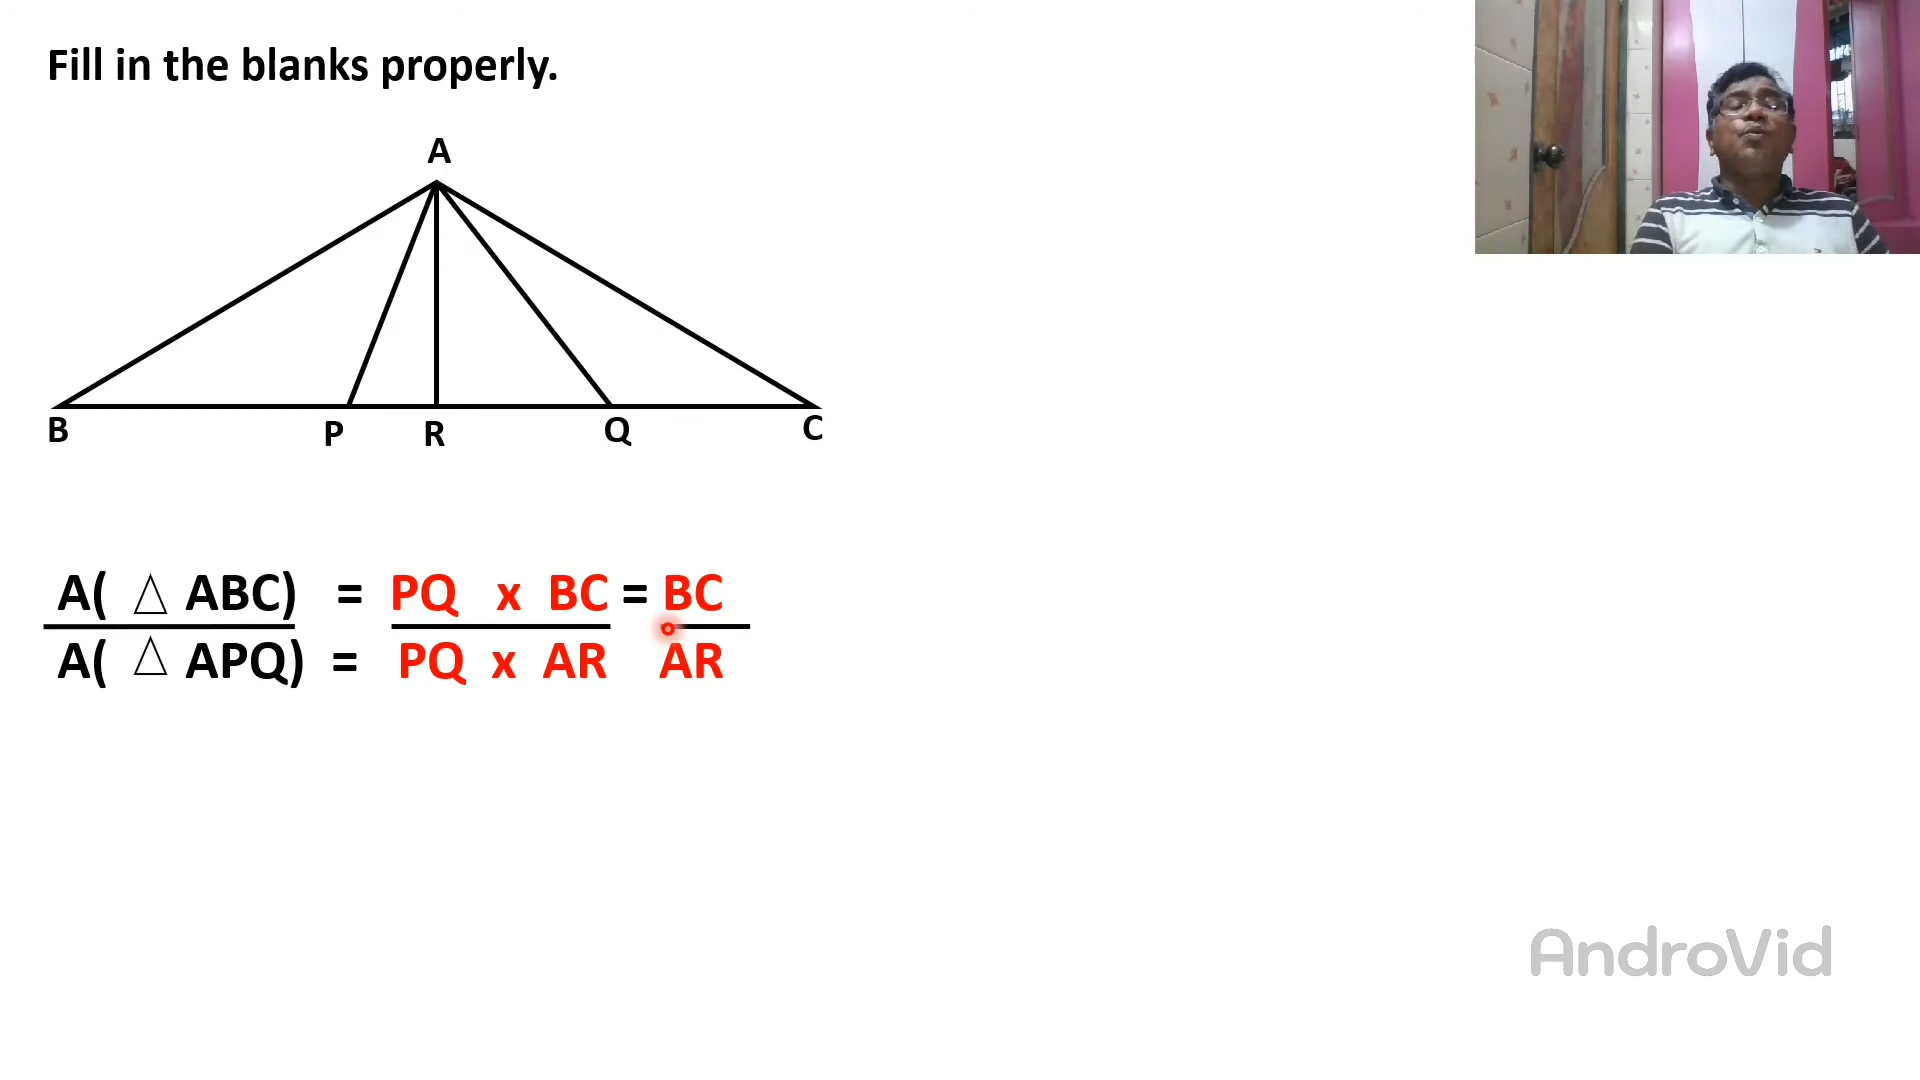 Fill in the blanks properly.
A
B P R Q C
A( △ ABC) = PQ x BC = BC
A( △ APQ) = PQ x AR AR
AndroVid